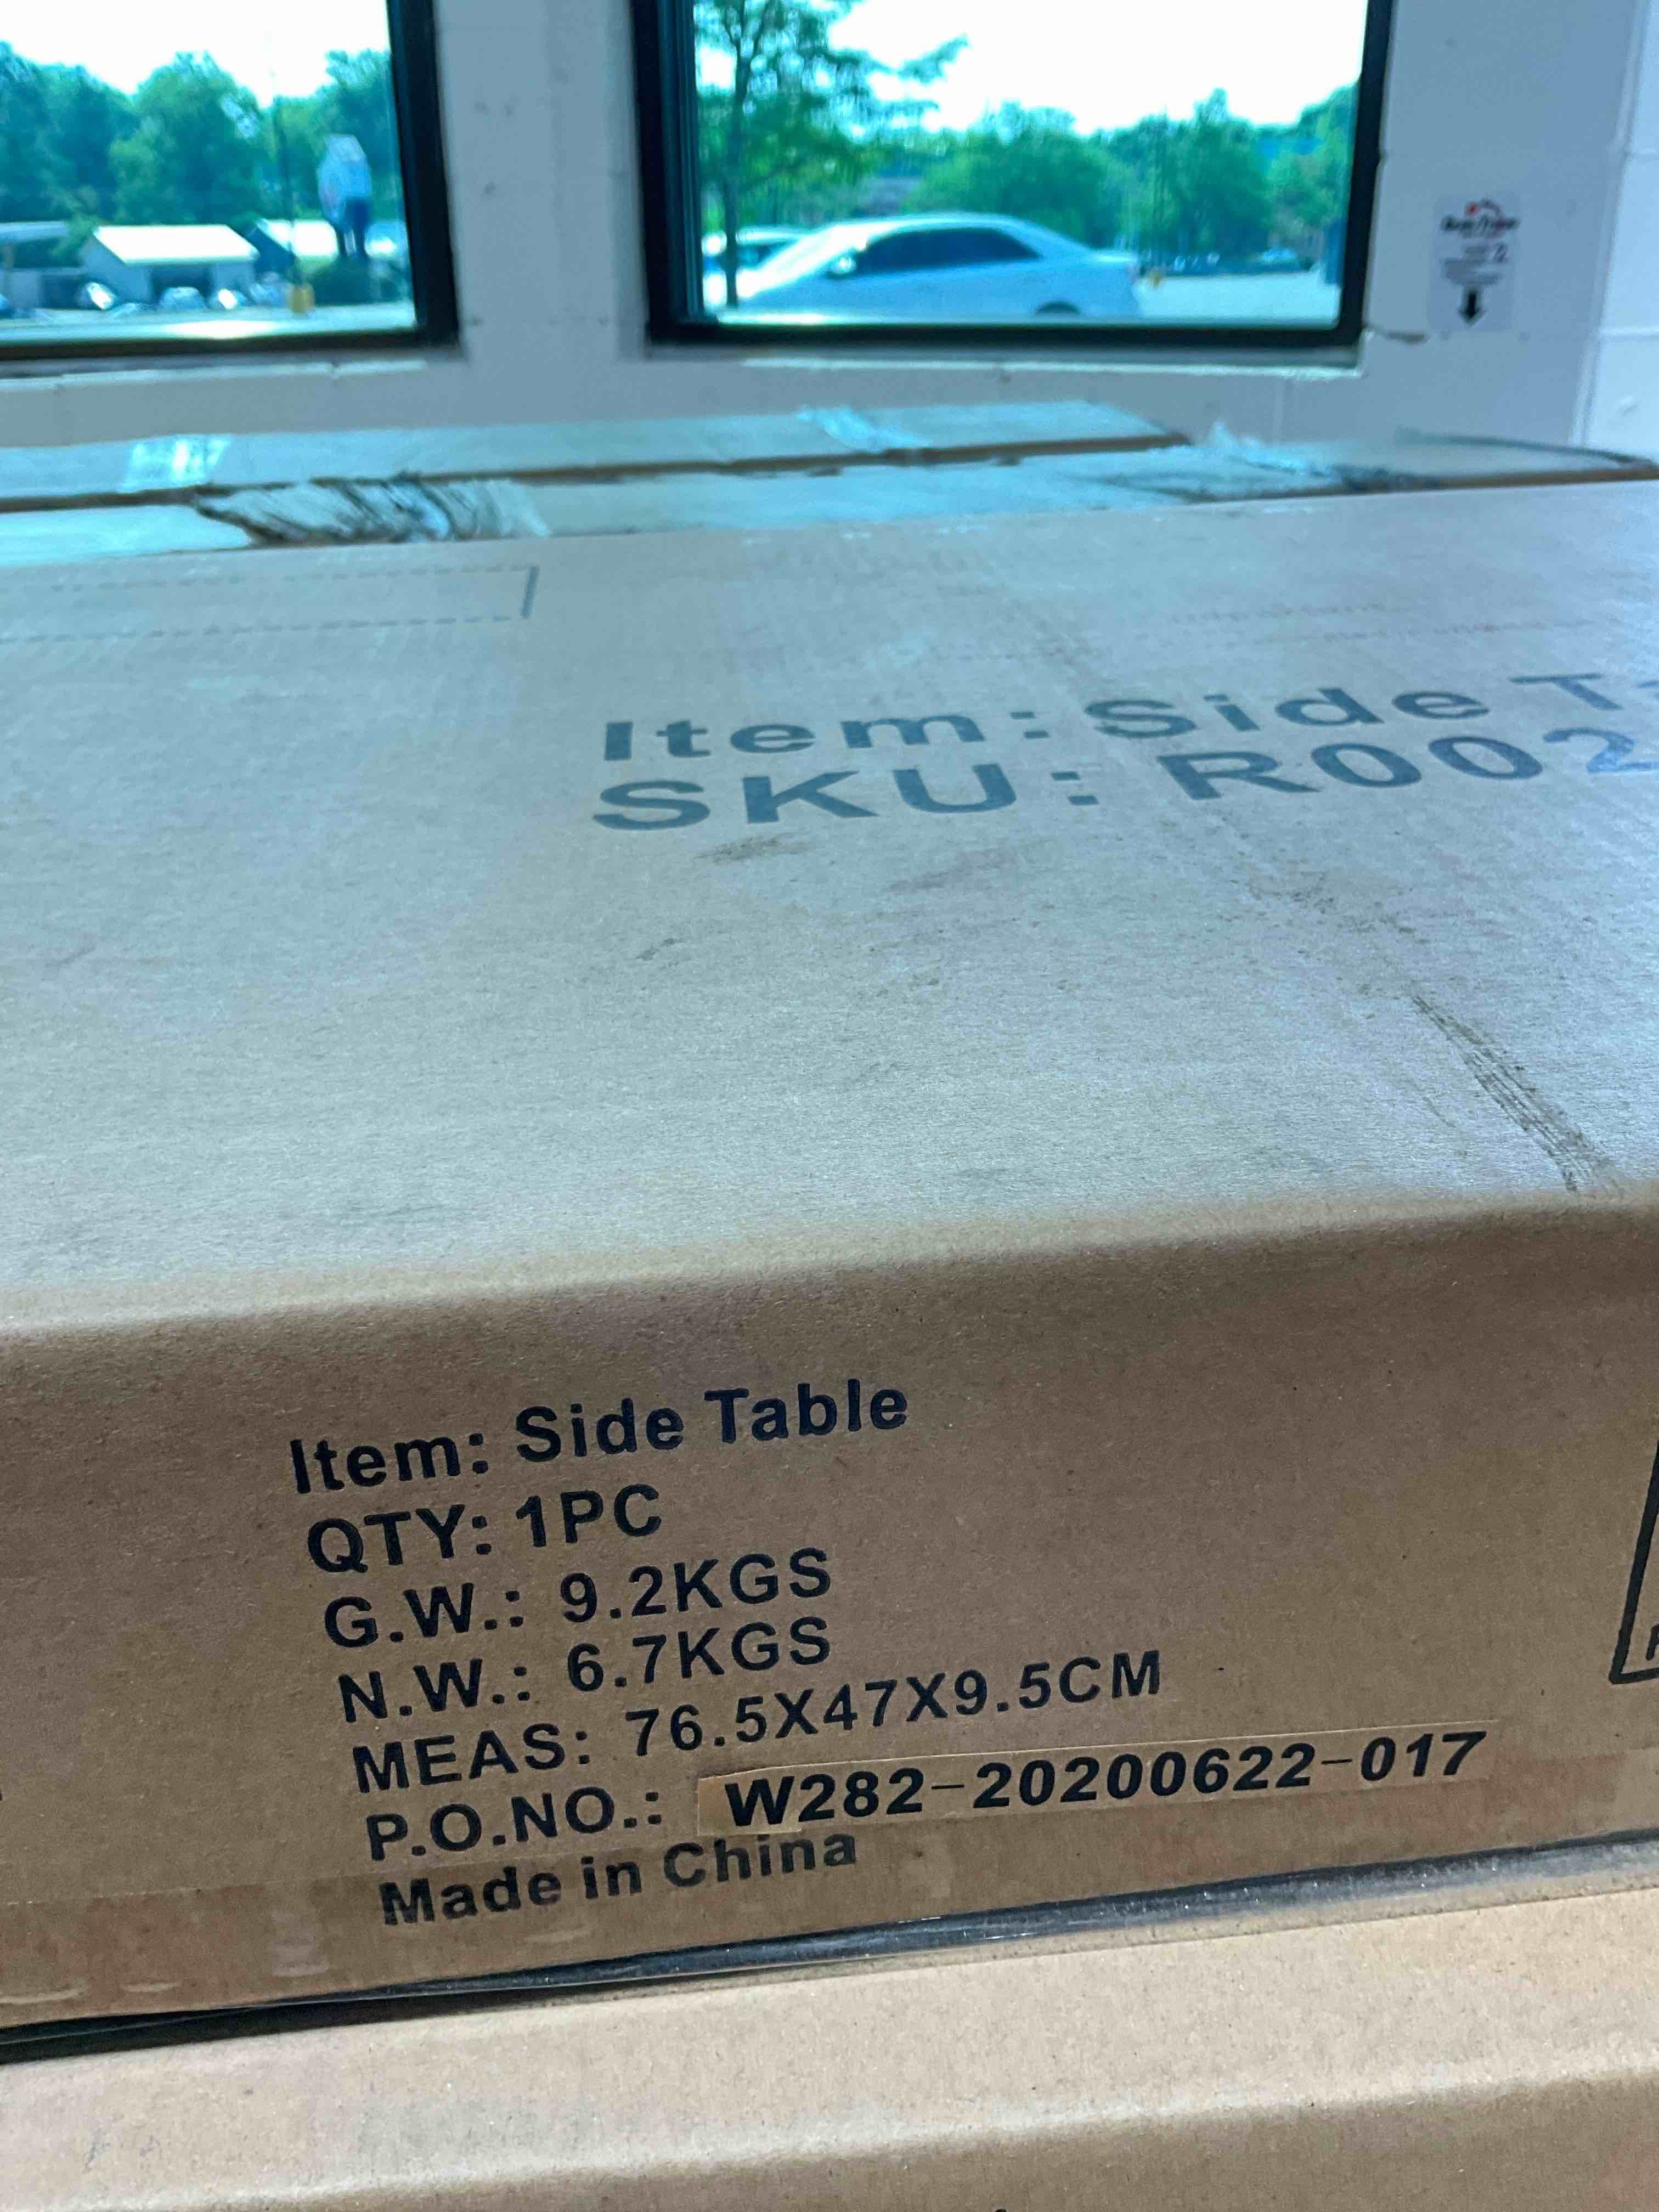 Item: Side
SKU: R002
Item: Side Table
QTY: 1PC
G.W.: 9.2KGS
N.W.: 6.7KGS
MEAS: 76.5X47X9.5CM
P.O.NO.: W282-20200622-017
Made in China